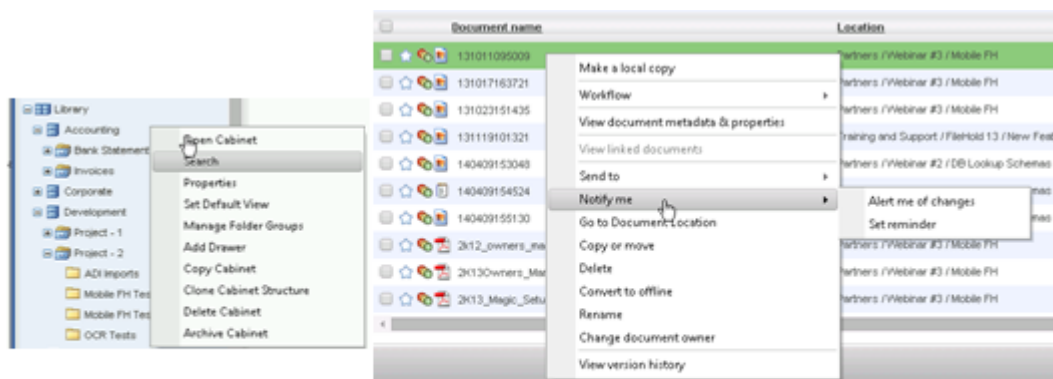 Library
Accounting
Bank Statement
Invoices
Corporate
Development
Project - 1
Project - 2
ADI Imports
Mobile FH Tes
Mobile FH Tes
OCR Tests
Open Cabinet
Search
Properties
Set Default View
Manage Folder Groups
Add Drawer
Copy Cabinet
Clone Cabinet Structure
Delete Cabinet
Archive Cabinet
Document name Location
131011095009 Partners / Webinar #3 / Mobile FH
131017163721 Partners / Webinar #3 / Mobile FH
131023151435 Partners / Webinar #3 / Mobile FH
131119101321 Training and Support / FileHold 13 / New Feat
140409153048 Partners / Webinar #2 / DB Lookup Schemas
140409154524 mas
140409155130 mas
2k12_owners_ma Partners / Webinar #3 / Mobile FH
2K13Owners_Mar Partners / Webinar #3 / Mobile FH
2K13_Magic_Setu Partners / Webinar #3 / Mobile FH
Make a local copy
Workflow
View document metadata & properties
View linked documents
Send to
Notify me
Go to Document Location
Copy or move
Delete
Convert to offline
Rename
Change document owner
View version history
Alert me of changes
Set reminder